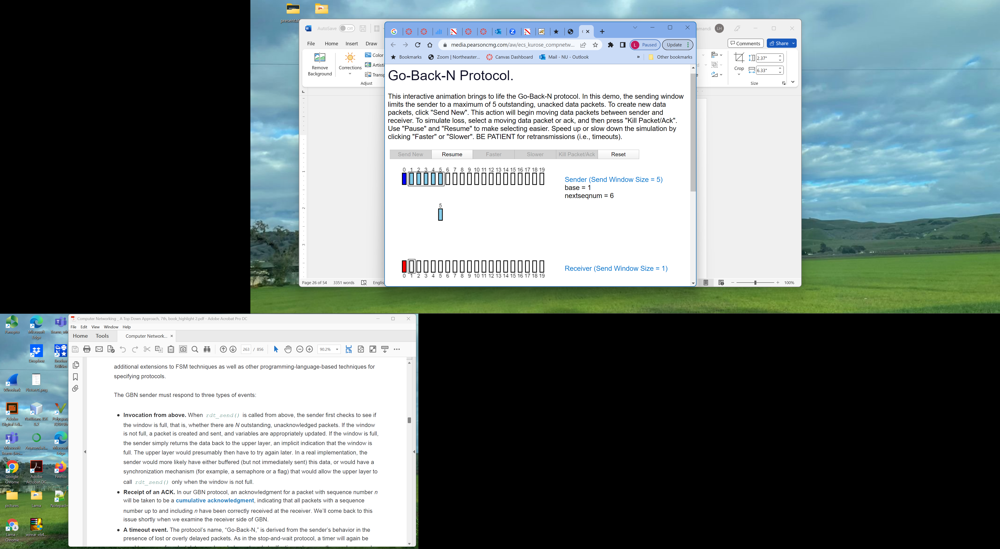 presentat
AutoSave Off
amandi LH
File Home Insert Draw
Comments Share
Remove Background
Corrections
Color
Artisti
Transp
Adjust
Crop
2.37"
6.33"
Size
media.pearsoncmg.com/aw/ecs_kurose_compnetw...
L Paused Update
Bookmarks Zoom | Northeaster... Canvas Dashboard Mail - NU - Outlook » Other bookmarks
Go-Back-N Protocol.
This interactive animation brings to life the Go-Back-N protocol. In this demo, the sending window
limits the sender to a maximum of 5 outstanding, unacked data packets. To create new data
packets, click "Send New". This action will begin moving data packets between sender and
receiver. To simulate loss, select a moving data packet or ack, and then press "Kill Packet/Ack".
Use "Pause" and "Resume" to make selecting easier. Speed up or slow down the simulation by
clicking "Faster" or "Slower". BE PATIENT for retransmissions (i.e., timeouts).
Send New Resume Faster Slower Kill Packet/Ack Reset
0 1 2 3 4 5 6 7 8 9 10 11 12 13 14 15 16 17 18 19
Sender (Send Window Size = 5)
base = 1
nextseqnum = 6
5
Receiver (Send Window Size = 1)
0 1 2 3 4 5 6 7 8 9 10 11 12 13 14 15 16 17 18 19
1
2
3
Page 26 of 54 3351 words Englis
100%
Panopto
Microsoft Edge
Teams_win
Dropbox
Brother Utilities
Wireshark
Picture1.png
Adobe Digital Edi...
NetBeans IDE 8.2
Polyspac R2019b
Microsoft Teams (wo...
Anaconda3...
Microsof Edge
Google Chrome
Adobe Acrobat DC
Firefox
pictures
Lama
Notepad+
Lama - Chrome
winrar-x64...
Computer Networking _ A Top Down Approach, 7th, book_highlight 2.pdf - Adobe Acrobat Pro DC
File Edit View Window Help
Home Tools Computer Network... ×
263 / 856 90.2%
additional extensions to FSM techniques as well as other programming-language-based techniques for
specifying protocols.
The GBN sender must respond to three types of events:
● Invocation from above. When rdt_send() is called from above, the sender first checks to see if
the window is full, that is, whether there are N outstanding, unacknowledged packets. If the window
is not full, a packet is created and sent, and variables are appropriately updated. If the window is full,
the sender simply returns the data back to the upper layer, an implicit indication that the window is
full. The upper layer would presumably then have to try again later. In a real implementation, the
sender would more likely have either buffered (but not immediately sent) this data, or would have a
synchronization mechanism (for example, a semaphore or a flag) that would allow the upper layer to
call rdt_send() only when the window is not full.
● Receipt of an ACK. In our GBN protocol, an acknowledgment for a packet with sequence number n
will be taken to be a cumulative acknowledgment, indicating that all packets with a sequence
number up to and including n have been correctly received at the receiver. We'll come back to this
issue shortly when we examine the receiver side of GBN.
● A timeout event. The protocol's name, “Go-Back-N,” is derived from the sender's behavior in the
presence of lost or overly delayed packets. As in the stop-and-wait protocol, a timer will again be